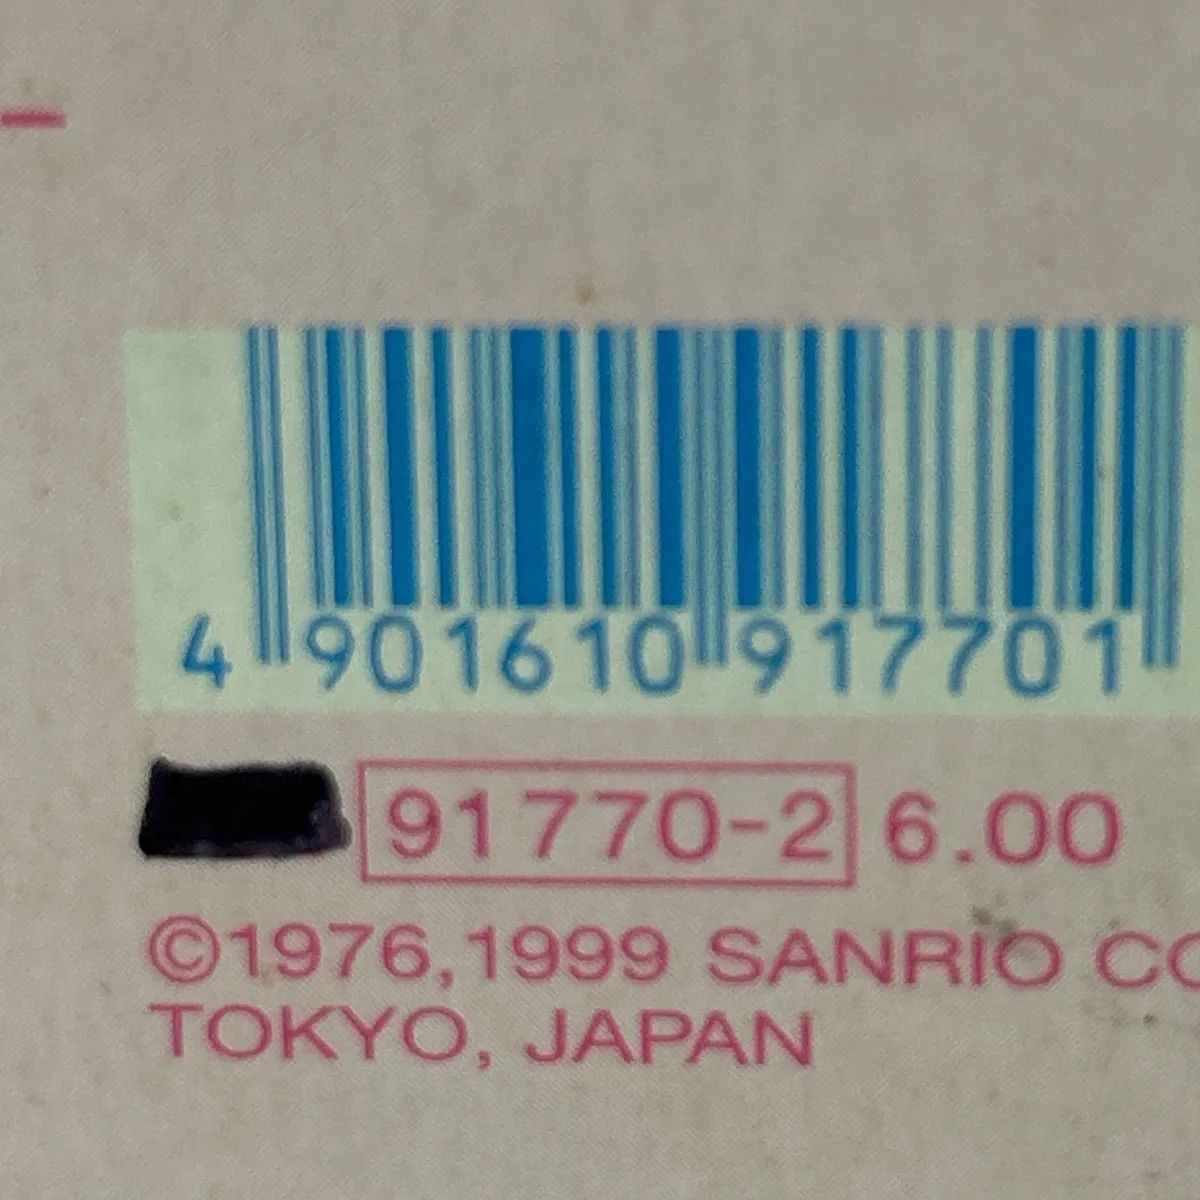 4 901610 917701
91770-2 6.00
©1976,1999 SANRIO CO
TOKYO, JAPAN